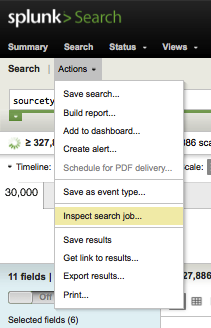 splunk> Search
Summary Search Status Views
Search Actions
sourcety
Save search...
Build report...
Add to dashboard...
Create alert...
Schedule for PDF delivery...
Save as event type...
Inspect search job...
Save results
Get link to results...
Export results...
Print...
≥ 327,8
886 sca
Timeline:
cale:
30,000
11 fields
27,886
Off
Selected fields (6)